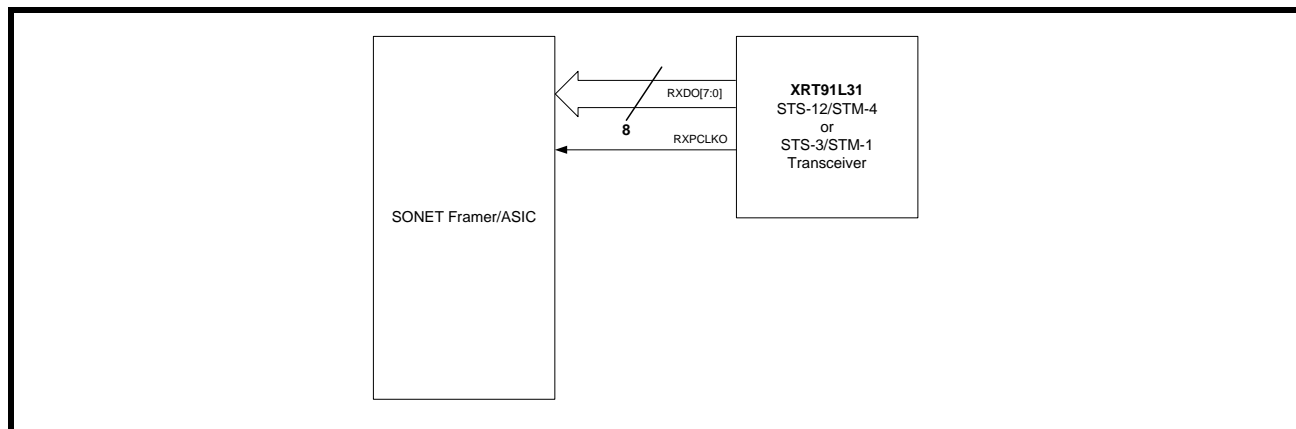 RXDO[7:0]
8
RXPCLKO
SONET Framer/ASIC
XRT91L31
STS-12/STM-4
or
STS-3/STM-1
Transceiver